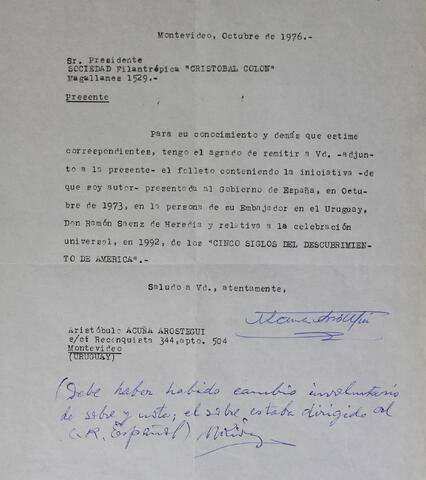 Montevideo, Octubre de 1976.-
Sr. Presidente
SOCIEDAD Filantrépica "CRISTOBAL COLON"
Magallanes 1529.-
Presente
Para su conocimiento y demás que estime
correspondientes, tengo el agrado de remitir a Vd. -adjun-
to a la presente- el folleto conteniendo la iniciativa -de
que soy autor- presentada al Gobierno de España, en Octu-
bre de 1973, en la persona de su Embajador en el Uruguay,
Don Ramón Saenz de Heredia y relativa a la celebración
universal, en 1992, de los "CINCO SIGLOS DEL DESCUBRIMIEN-
TO DE AMERICA".-
Saludo a Vd., atentamente,
Aristóbulo ACUÑA AROSTEGUI
s/c: Reconquista 344, apto. 504
Montevideo
(URUGUAY)
(Debe haber habido cambio involuntario
de sobre y nota; el sobre estaba dirigido al
C.R. Español)